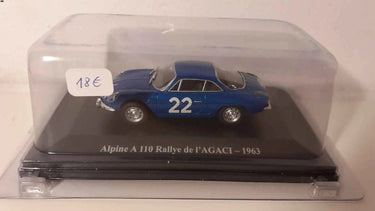 18€
22
Alpine A 110 Rallye de l'AGACI – 1963